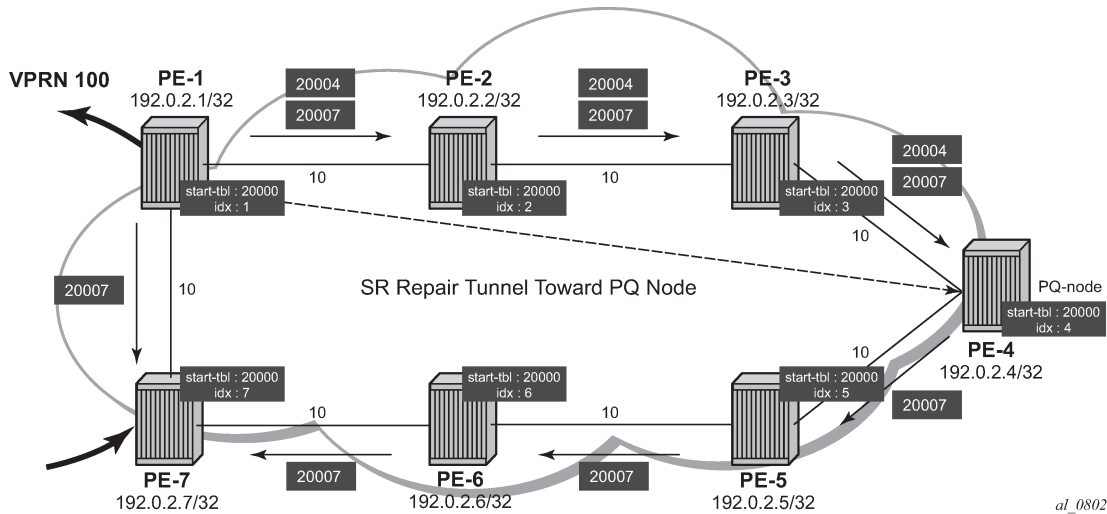 VPRN 100
PE-1
192.0.2.1/32
20004
20007
PE-2
192.0.2.2/32
20004
20007
PE-3
192.0.2.3/32
20004
20007
10
10
start-tbl : 20000
idx : 1
start-tbl : 20000
idx : 2
start-tbl : 20000
idx : 3
10
20007
10
SR Repair Tunnel Toward PQ Node
PQ-node
start-tbl : 20000
idx : 4
PE-4
192.0.2.4/32
10
start-tbl : 20000
idx : 7
start-tbl : 20000
idx : 6
start-tbl : 20000
idx : 5
20007
10
10
20007
20007
PE-7
192.0.2.7/32
PE-6
192.0.2.6/32
PE-5
192.0.2.5/32
al_0802